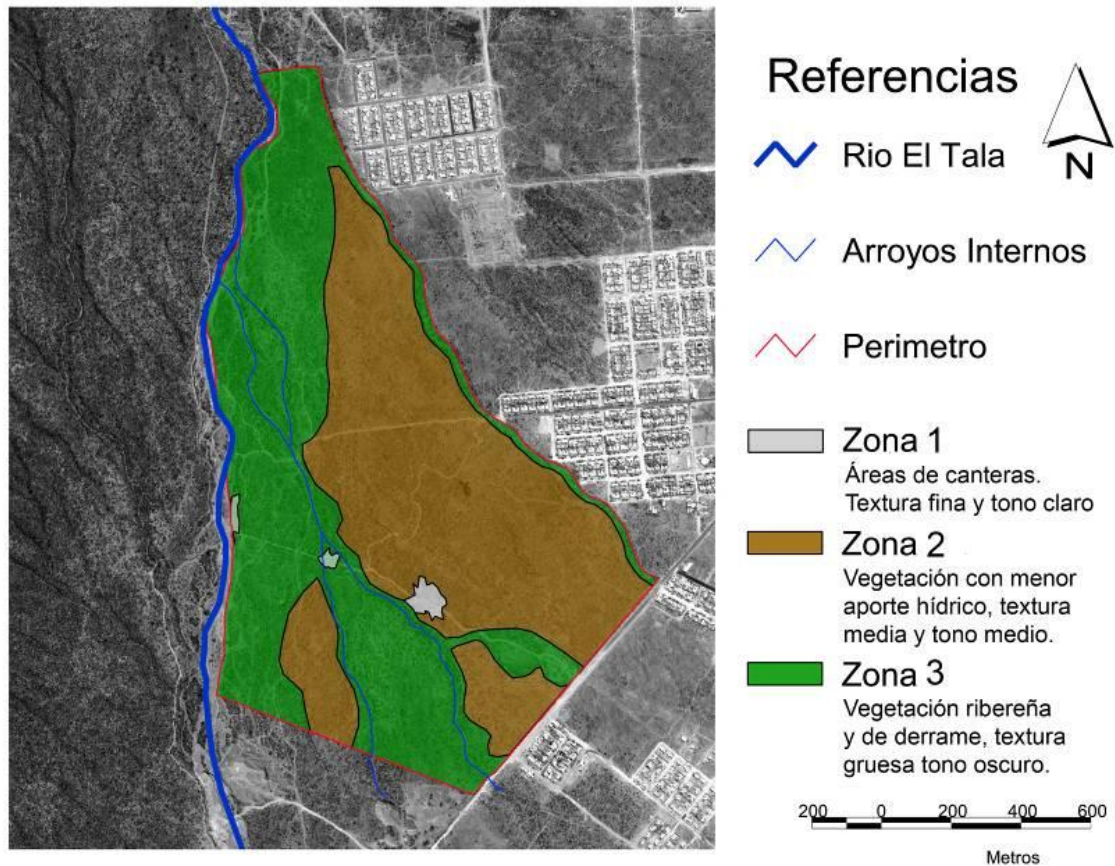 Referencias
N
Rio El Tala
Arroyos Internos
Perimetro
Zona 1
Áreas de canteras.
Textura fina y tono claro
Zona 2
Vegetación con menor
aporte hídrico, textura
media y tono medio.
Zona 3
Vegetación ribereña
y de derrame, textura
gruesa tono oscuro.
200 0 200 400 600
Metros